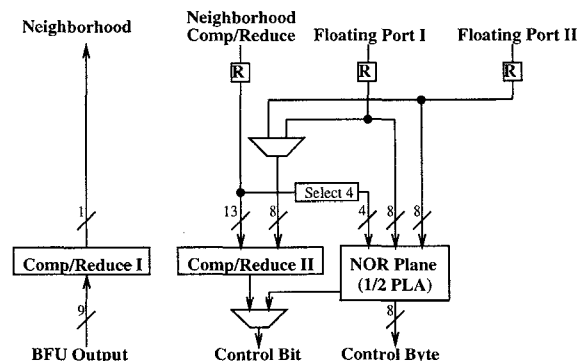 Neighborhood
Neighborhood
Comp/Reduce
Floating Port I
Floating Port II
R
R
R
Select 4
1
13
8
4
8
8
Comp/Reduce I
Comp/Reduce II
NOR Plane
(1/2 PLA)
9
8
BFU Output
Control Bit
Control Byte